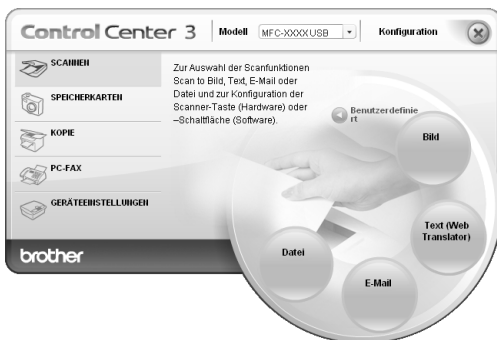 Control Center 3
Modell
MFC-XXXX USB
Konfiguration
SCANNEN
SPEICHERKARTEN
KOPIE
PC-FAX
GERÄTEEINSTELLUNGEN
Zur Auswahl der Scanfunktionen
Scan to Bild, Text, E-Mail oder
Datei und zur Konfiguration der
Scanner-Taste (Hardware) oder
–Schaltfläche (Software).
Benutzerdefinie
rt
Bild
Text (Web
Translator)
E-Mail
Datei
brother